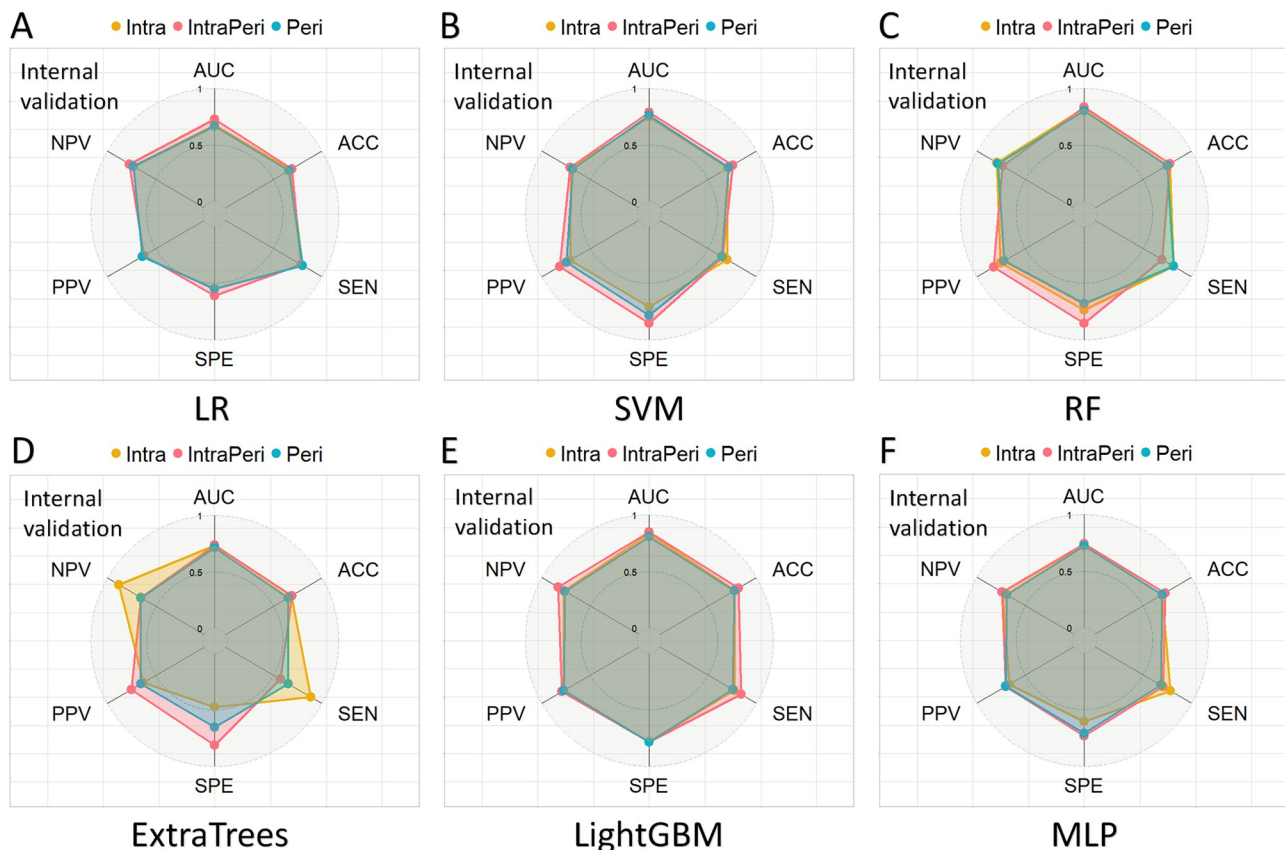 A
Intra IntraPeri Peri
Internal
validation
AUC
1
NPV
ACC
0.5
0
PPV
SEN
SPE
LR
B
Intra IntraPeri Peri
Internal
validation
AUC
1
NPV
ACC
0.5
0
PPV
SEN
SPE
SVM
C
Intra IntraPeri Peri
Internal
validation
AUC
1
NPV
ACC
0.5
0
PPV
SEN
SPE
RF
D
Intra IntraPeri Peri
Internal
validation
AUC
1
NPV
ACC
0.5
0
PPV
SEN
SPE
ExtraTrees
E
Intra IntraPeri Peri
Internal
validation
AUC
1
NPV
ACC
0.5
0
PPV
SEN
SPE
LightGBM
F
Intra IntraPeri Peri
Internal
validation
AUC
1
NPV
ACC
0.5
0
PPV
SEN
SPE
MLP